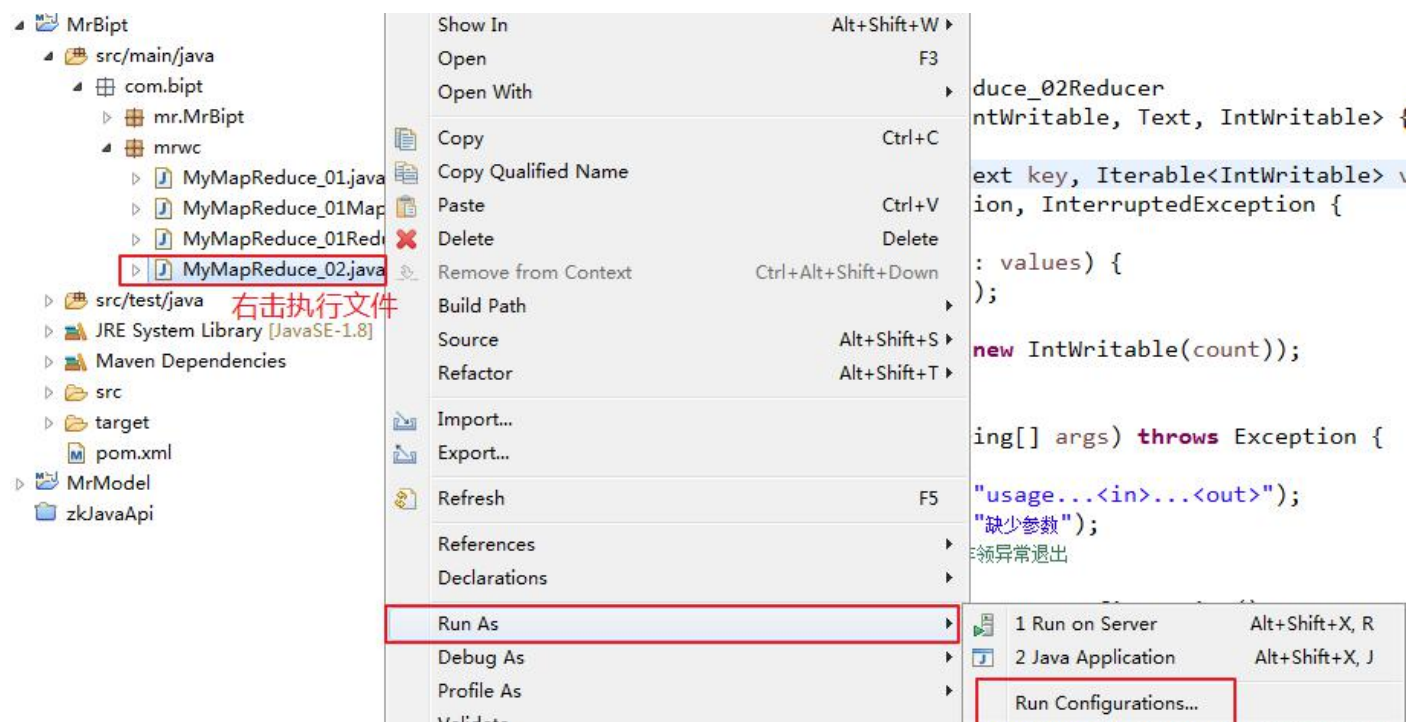 MrBipt
src/main/java
com.bipt
mr.MrBipt
mrwc
MyMapReduce_01.java
MyMapReduce_01Map
MyMapReduce_01Redu
MyMapReduce_02.java
src/test/java
右击执行文件
JRE System Library [JavaSE-1.8]
Maven Dependencies
src
target
pom.xml
MrModel
zkJavaApi
Show In Alt+Shift+W
Open F3
Open With
Copy Ctrl+C
Copy Qualified Name
Paste Ctrl+V
Delete Delete
Remove from Context Ctrl+Alt+Shift+Down
Build Path
Source Alt+Shift+S
Refactor Alt+Shift+T
Import...
Export...
Refresh F5
References
Declarations
Run As
Debug As
Profile As
Validate
1 Run on Server Alt+Shift+X, R
2 Java Application Alt+Shift+X, J
Run Configurations...
duce_02Reducer
ntWritable, Text, IntWritable> {
ext key, Iterable<IntWritable> v
ion, InterruptedException {
: values) {
);
new IntWritable(count));
ing[] args) throws Exception {
"usage...<in>...<out>");
"缺少参数");
领异常退出